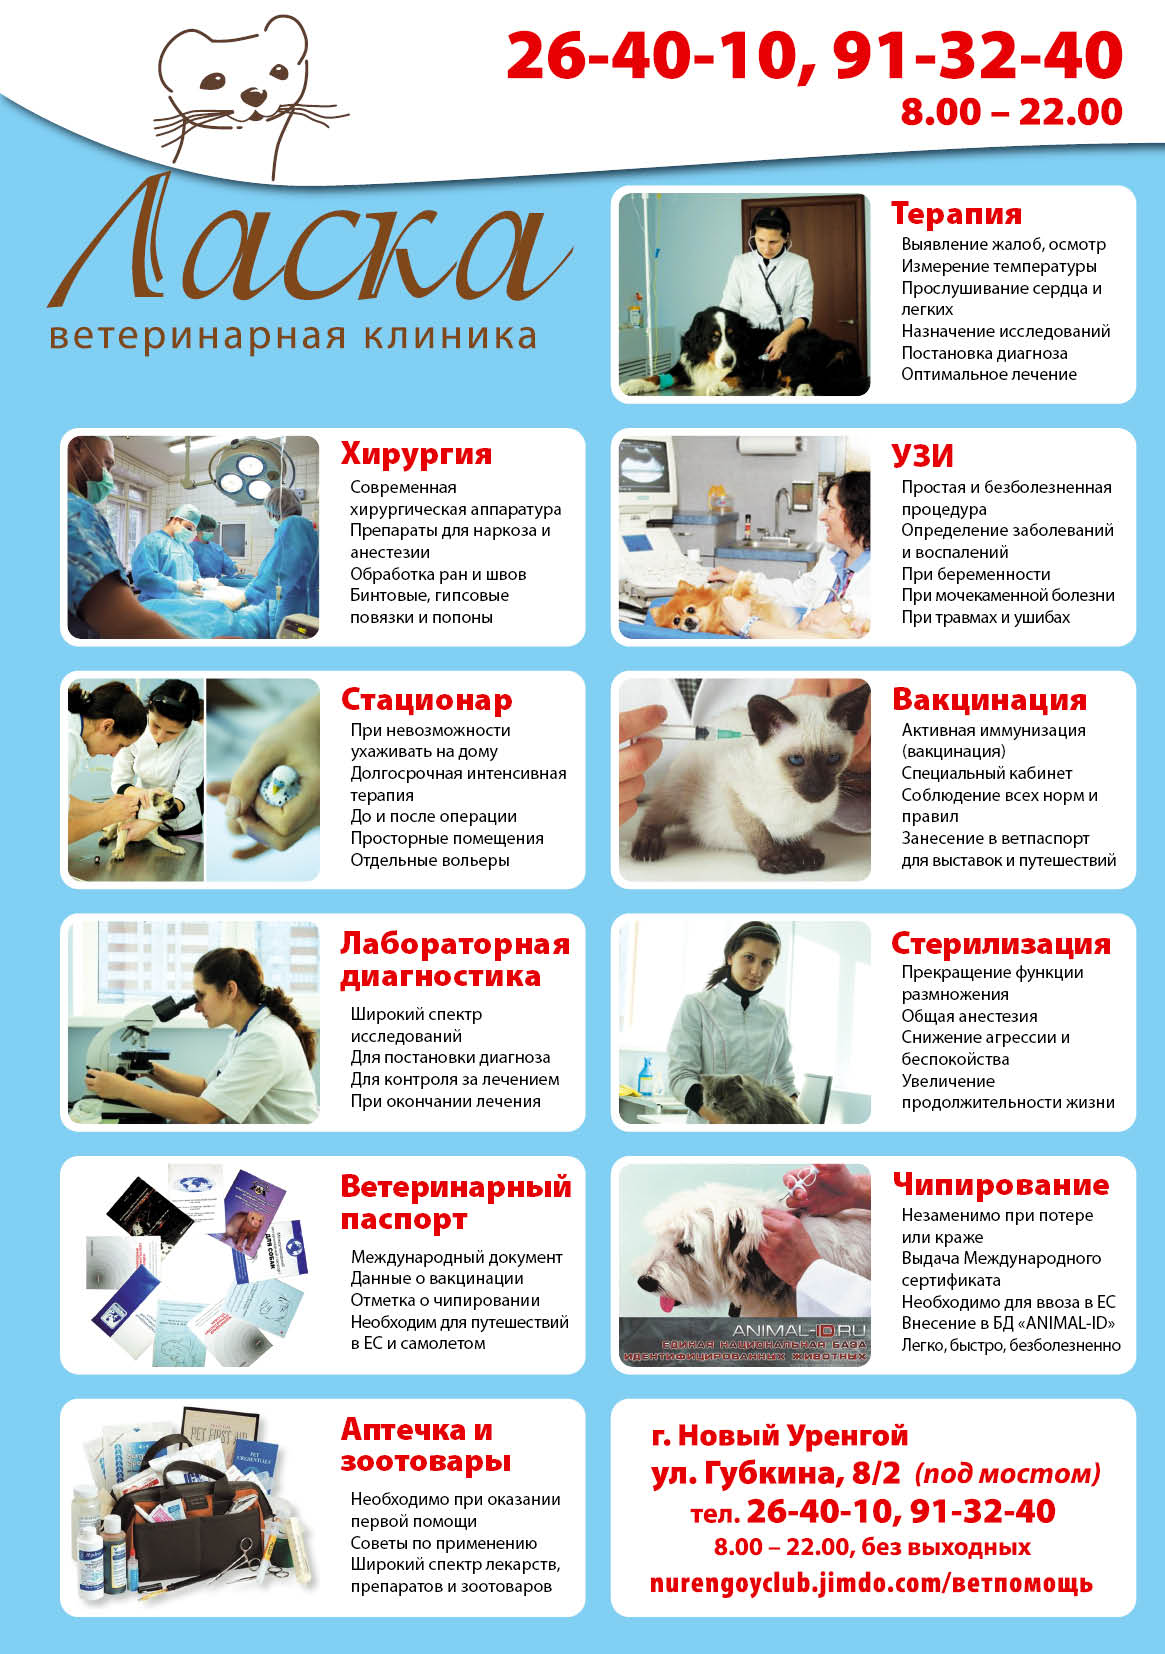 26-40-10, 91-32-40
8.00 – 22.00
Ласка
ветеринарная клиника
Терапия
Выявление жалоб, осмотр
Измерение температуры
Прослушивание сердца и
легких
Назначение исследований
Постановка диагноза
Оптимальное лечение
Хирургия
Современная
хирургическая аппаратура
Препараты для наркоза и
анестезии
Обработка ран и швов
Бинтовые, гипсовые
повязки и попоны
УЗИ
Простая и безболезненная
процедура
Определение заболеваний
и воспалений
При беременности
При мочекаменной болезни
При травмах и ушибах
Стационар
При невозможности
ухаживать на дому
Долгосрочная интенсивная
терапия
До и после операции
Просторные помещения
Отдельные вольеры
Вакцинация
Активная иммунизация
(вакцинация)
Специальный кабинет
Соблюдение всех норм и
правил
Занесение в ветпаспорт
для выставок и путешествий
Лабораторная
диагностика
Широкий спектр
исследований
Для постановки диагноза
Для контроля за лечением
При окончании лечения
Стерилизация
Прекращение функции
размножения
Общая анестезия
Снижение агрессии и
беспокойства
Увеличение
продолжительности жизни
Ветеринарный
паспорт
Международный документ
Данные о вакцинации
Отметка о чипировании
Необходим для путешествий
в ЕС и самолетом
Чипирование
Незаменимо при потере
или краже
Выдача Международного
сертификата
Необходимо для ввоза в ЕС
Внесение в БД «ANIMAL-ID»
Легко, быстро, безболезненно
ANIMAL-ID.RU
ЕДИНАЯ НАЦИОНАЛЬНАЯ БАЗА
ИДЕНТИФИЦИРОВАННЫХ ЖИВОТНЫХ
Аптечка и
зоотовары
Необходимо при оказании
первой помощи
Советы по применению
Широкий спектр лекарств,
препаратов и зоотоваров
PET FIRST AID
г. Новый Уренгой
ул. Губкина, 8/2 (под мостом)
тел. 26-40-10, 91-32-40
8.00 – 22.00, без выходных
nurengoyclub.jimdo.com/ветпомощь